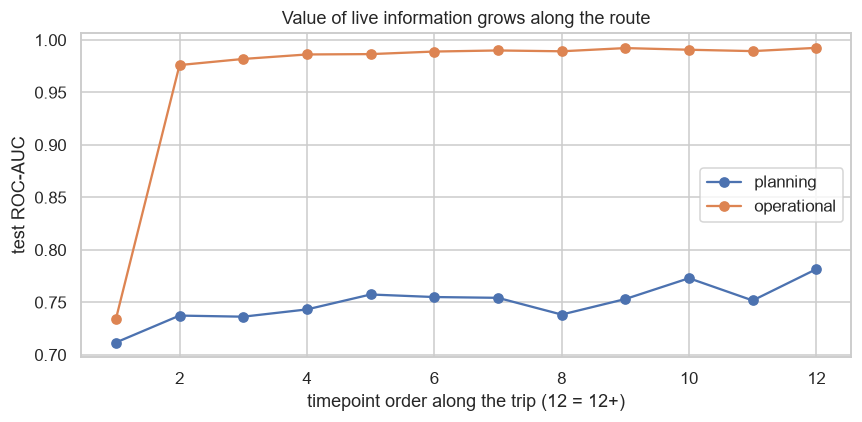 Value of live information grows along the route
1.00
0.95
0.90
0.85
0.80
0.75
0.70
test ROC-AUC
planning
operational
2
4
6
8
10
12
timepoint order along the trip (12 = 12+)